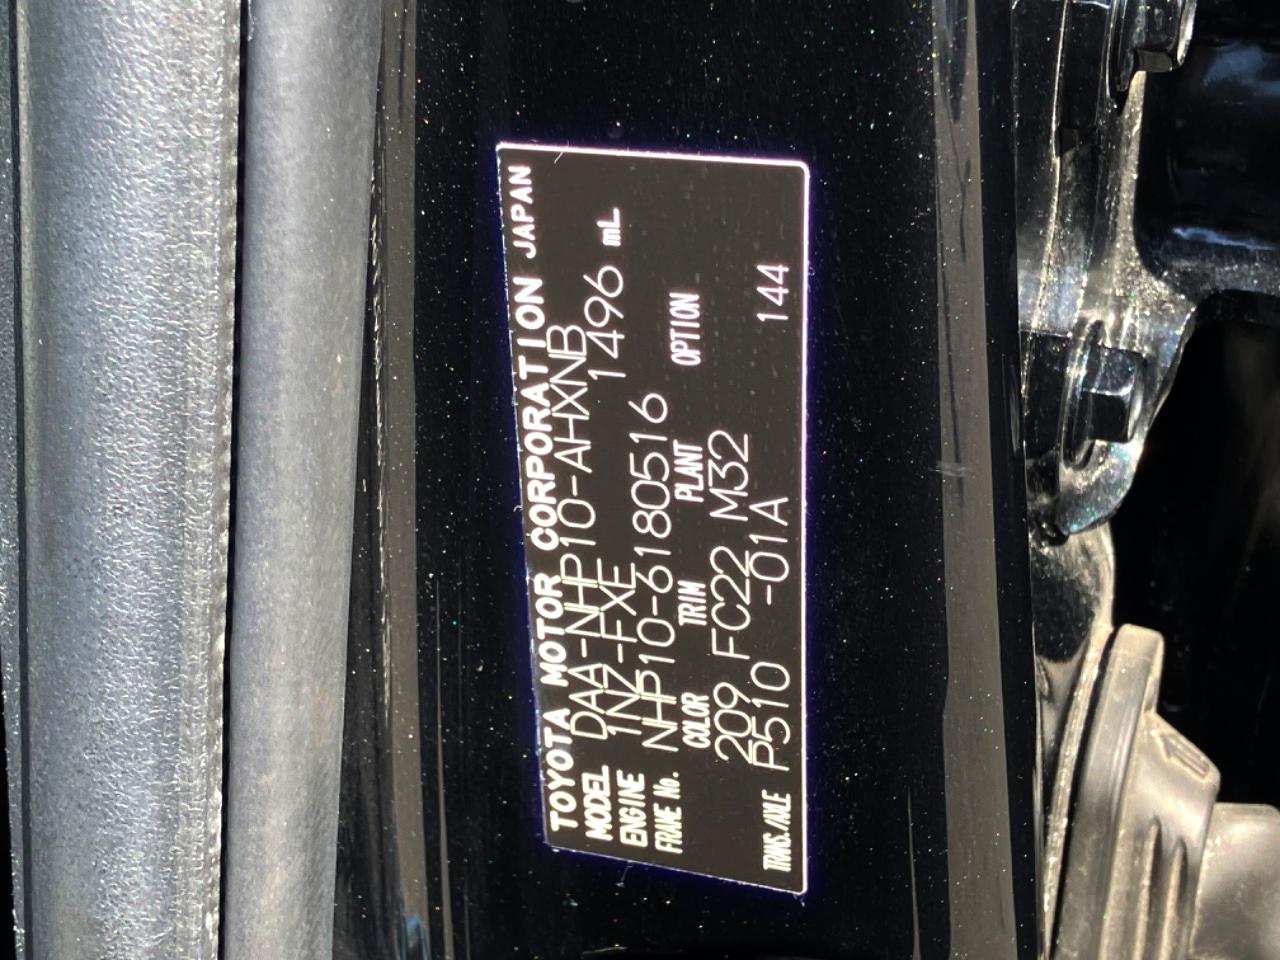 TOYOTA MOTOR CORPORATION JAPAN
MODEL DAA-NHP10-AHXNB
ENGINE 1NZ-FXE 1496 mL
FRAME No. NHP10-6180516
COLOR TRIM PLANT OPTION
209 FC22 M32
TRANS./AXLE P510 -01A 144